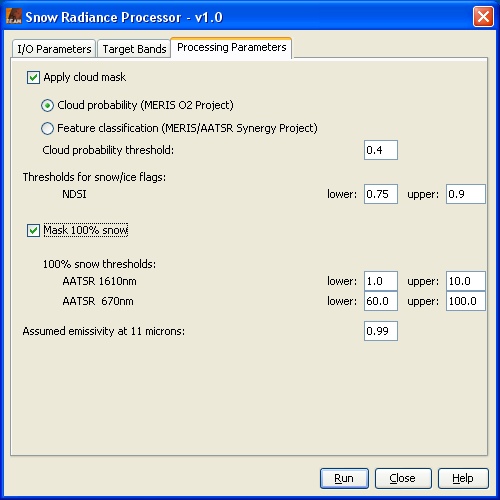 Snow Radiance Processor - v1.0
I/O Parameters Target Bands Processing Parameters
Apply cloud mask
Cloud probability (MERIS O2 Project)
Feature classification (MERIS/AATSR Synergy Project)
Cloud probability threshold: 0.4
Thresholds for snow/ice flags:
NDSI lower: 0.75 upper: 0.9
Mask 100% snow
100% snow thresholds:
AATSR 1610nm lower: 1.0 upper: 10.0
AATSR 670nm lower: 60.0 upper: 100.0
Assumed emissivity at 11 microns: 0.99
Run Close Help